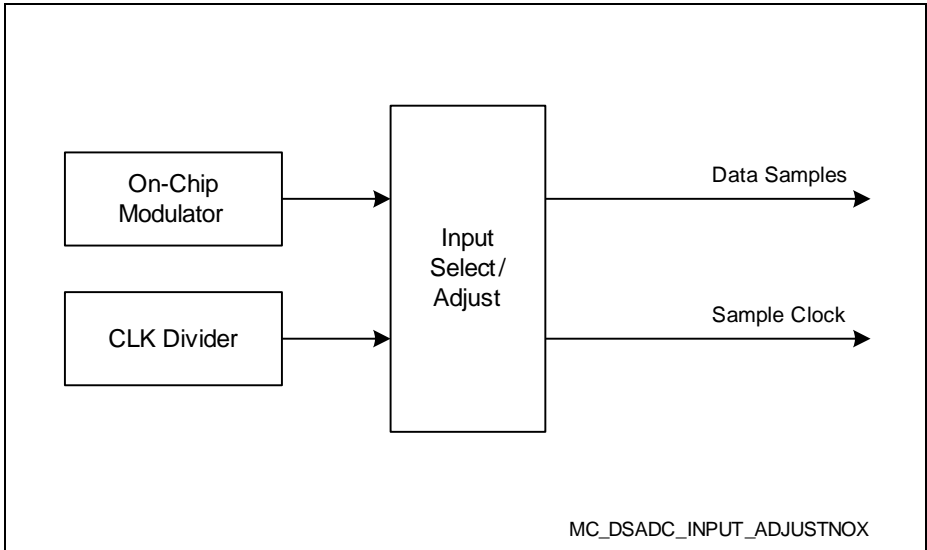 On-Chip
Modulator
CLK Divider
Input
Select/
Adjust
Data Samples
Sample Clock
MC_DSADC_INPUT_ADJUSTNOX